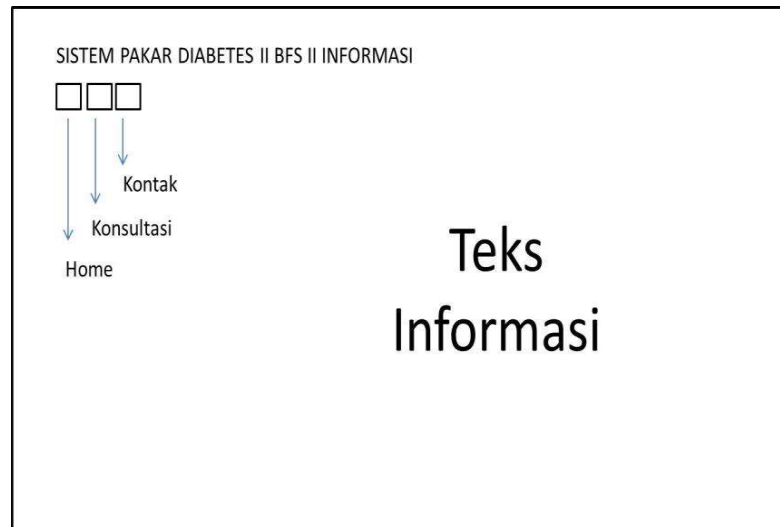 SISTEM PAKAR DIABETES II BFS II INFORMASI
Kontak
Konsultasi
Home
Teks
Informasi